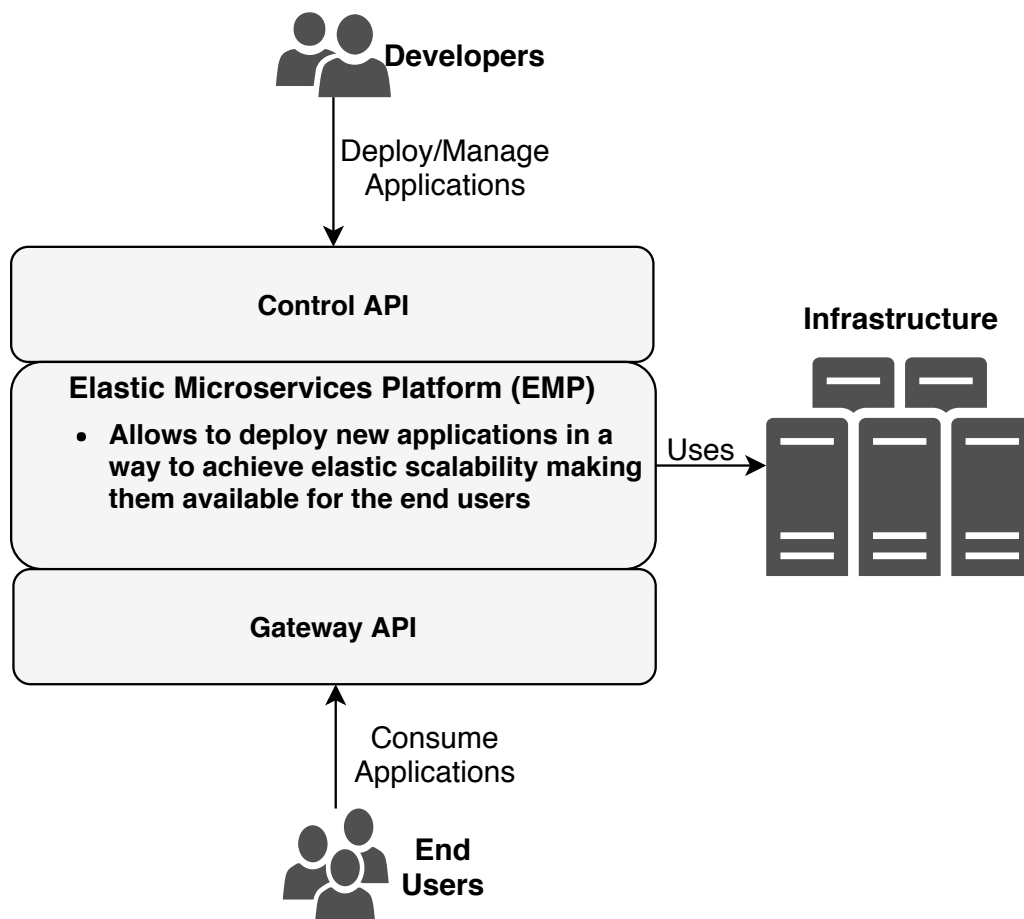 Developers
Deploy/Manage
Applications
Control API
Infrastructure
Elastic Microservices Platform (EMP)
• Allows to deploy new applications in a
way to achieve elastic scalability making
them available for the end users
Uses
Gateway API
Consume
Applications
End
Users